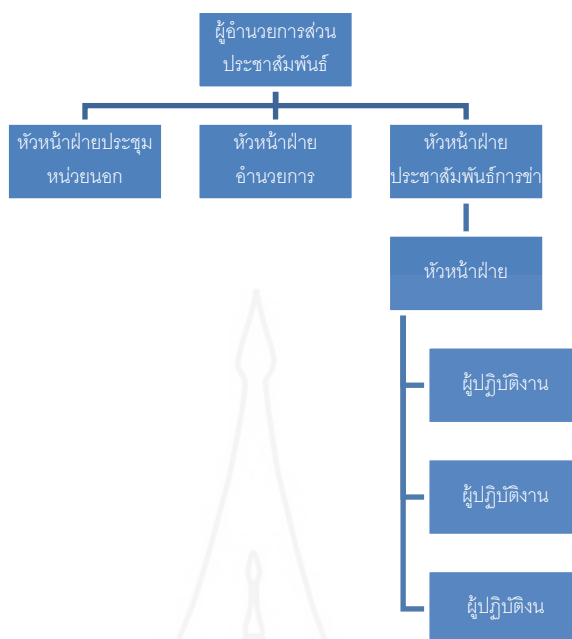 ผู้อำนวยการส่วน
ประชาสัมพันธ์
หัวหน้าฝ่ายประชุม
หน่วยนอก
หัวหน้าฝ่าย
อำนวยการ
หัวหน้าฝ่าย
ประชาสัมพันธ์การข่า
หัวหน้าฝ่าย
ผู้ปฏิบัติงาน
ผู้ปฏิบัติงาน
ผู้ปฏิบัติงน